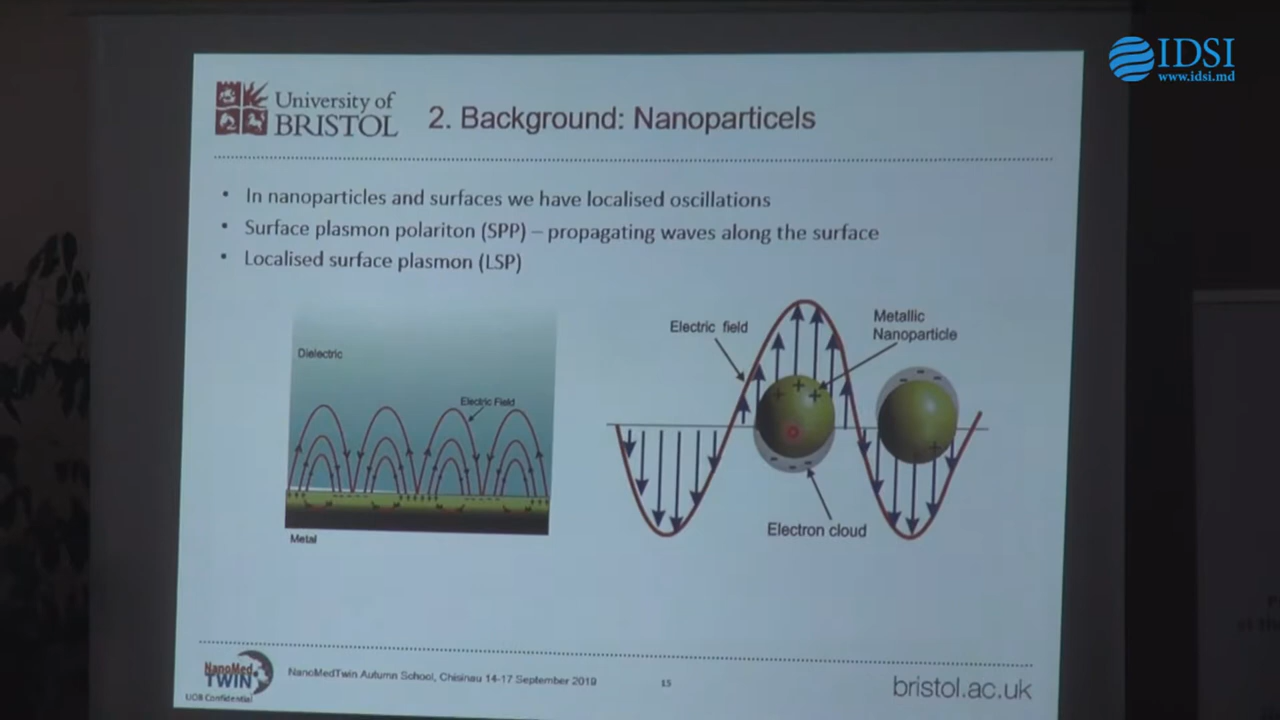 IDSI
www.idsi.md
University of
BRISTOL
2. Background: Nanoparticels
• In nanoparticles and surfaces we have localised oscillations
• Surface plasmon polariton (SPP) – propagating waves along the surface
• Localised surface plasmon (LSP)
Dielectric
Electric Field
Metal
Electric field
Metallic
Nanoparticle
Electron cloud
NanoMed
TWIN
UOB Confidential
NanoMedTwin Autumn School, Chisinau 14-17 September 2019
15
bristol.ac.uk